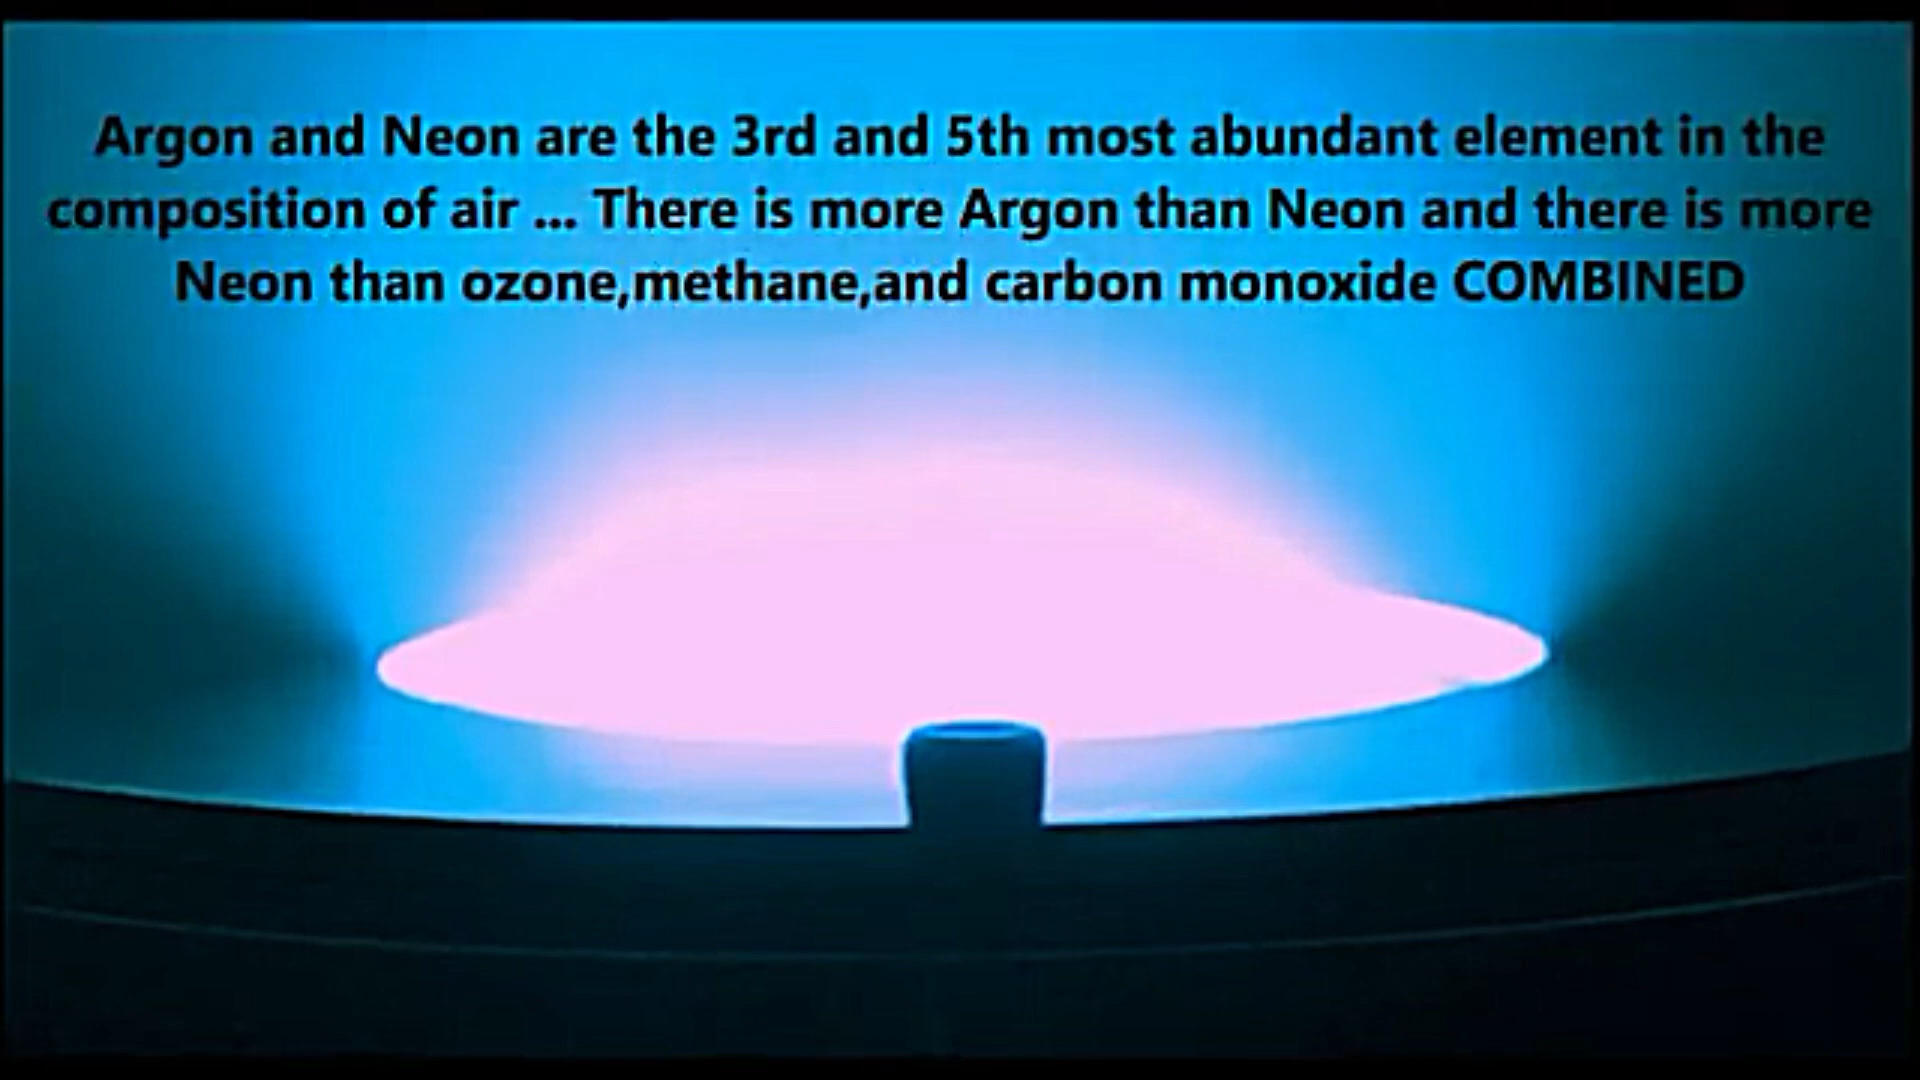 Argon and Neon are the 3rd and 5th most abundant element in the
composition of air ... There is more Argon than Neon and there is more
Neon than ozone,methane,and carbon monoxide COMBINED